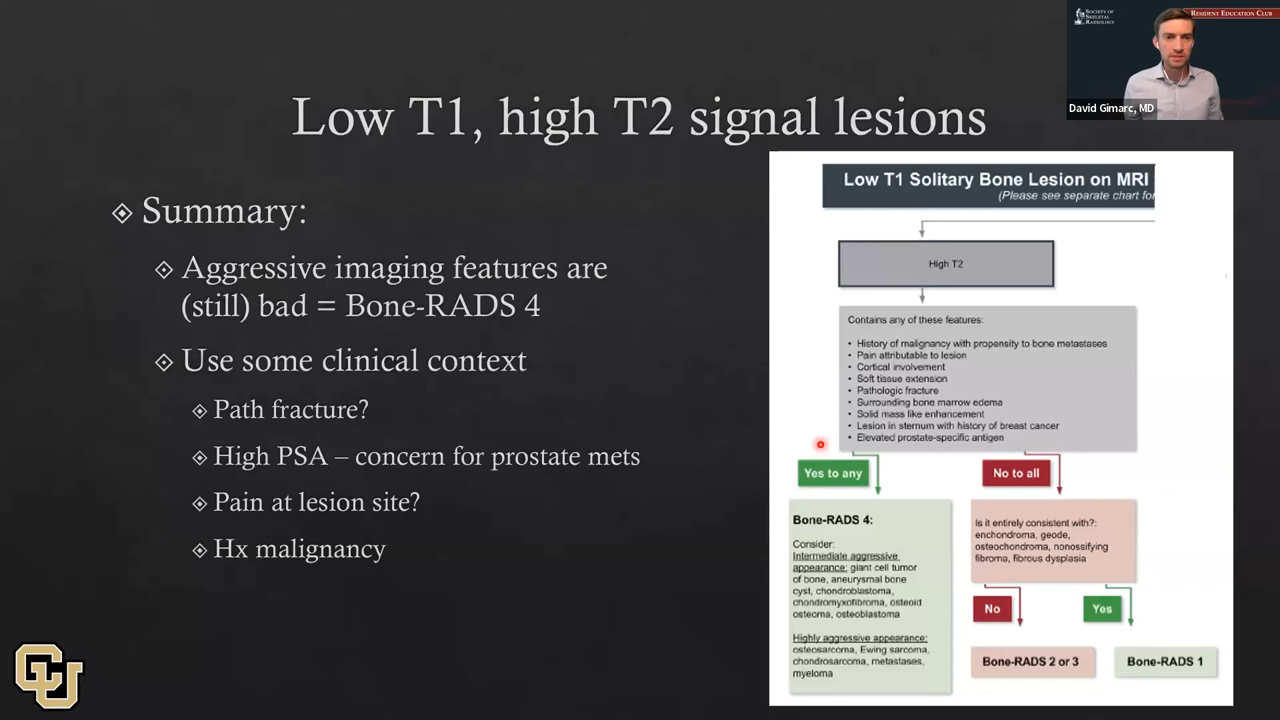 SOCIETY OF
SKELETAL
RADIOLOGY
RESIDENT EDUCATION CLUB
David Gimarc, MD
Low T1, high T2 signal lesions
Summary:
Aggressive imaging features are
(still) bad = Bone-RADS 4
Use some clinical context
Path fracture?
High PSA – concern for prostate mets
Pain at lesion site?
Hx malignancy
CU
Low T1 Solitary Bone Lesion on MRI
(Please see separate chart for
High T2
Contains any of these features:
• History of malignancy with propensity to bone metastases
• Pain attributable to lesion
• Cortical involvement
• Soft tissue extension
• Pathologic fracture
• Surrounding bone marrow edema
• Solid mass like enhancement
• Lesion in sternum with history of breast cancer
• Elevated prostate-specific antigen
Yes to any
No to all
Bone-RADS 4:
Consider:
Intermediate aggressive
appearance: giant cell tumor
of bone, aneurysmal bone
cyst, chondroblastoma,
chondromyxofibroma, osteoid
osteoma, osteoblastoma
Highly aggressive appearance:
osteosarcoma, Ewing sarcoma,
chondrosarcoma, metastases,
myeloma
Is it entirely consistent with?:
enchondroma, geode,
osteochondroma, nonossifying
fibroma, fibrous dysplasia
No
Yes
Bone-RADS 2 or 3
Bone-RADS 1